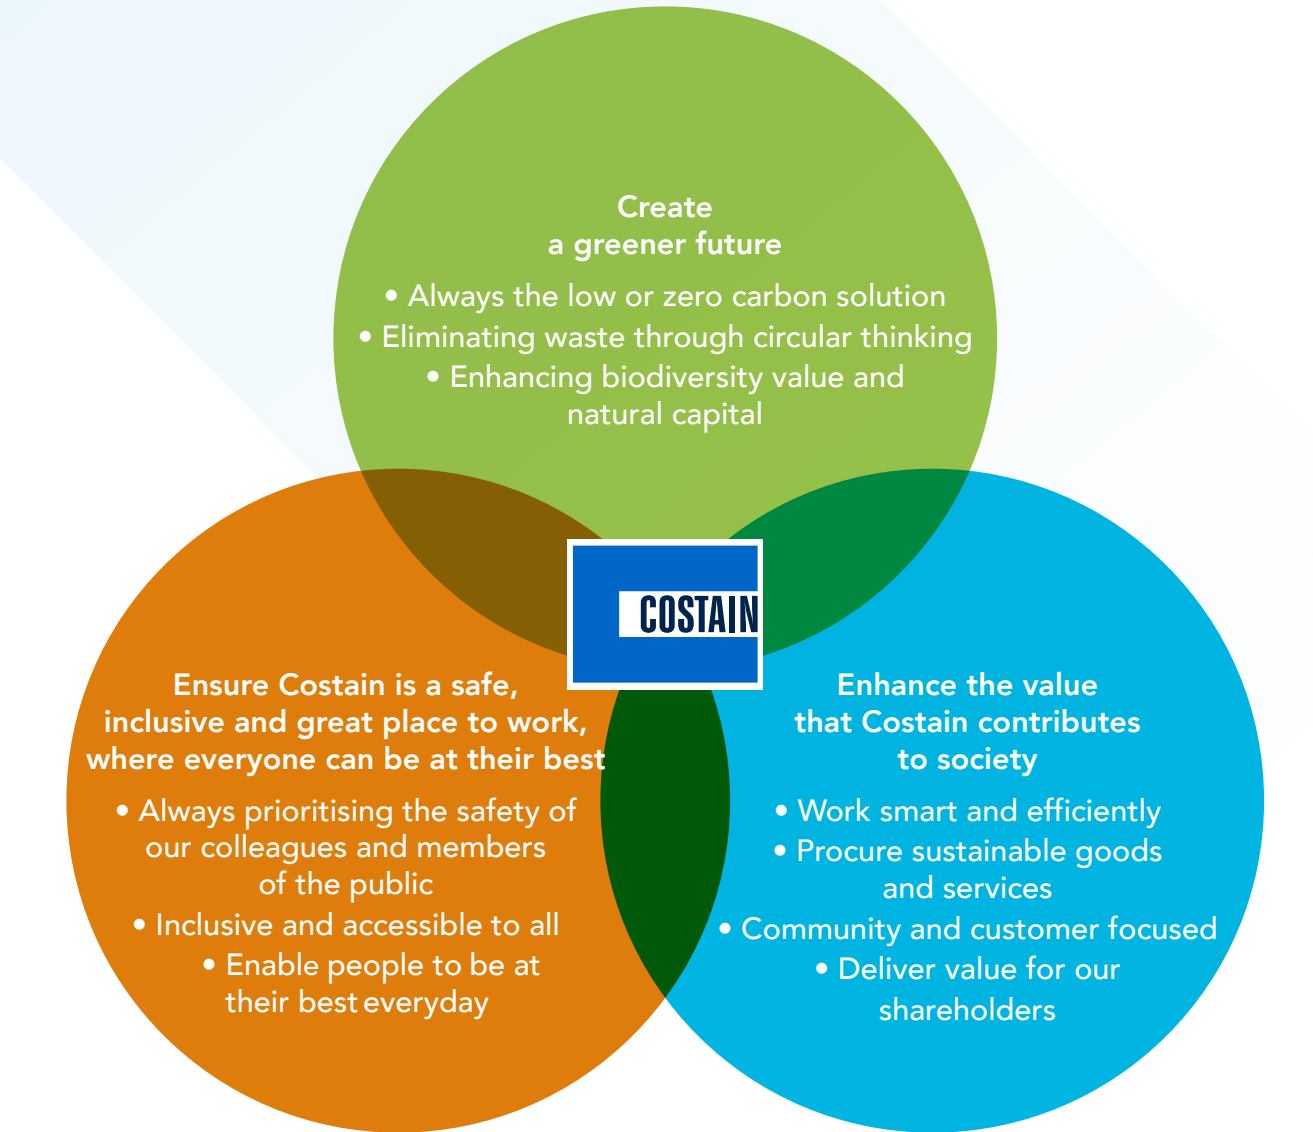 Create
a greener future
• Always the low or zero carbon solution
• Eliminating waste through circular thinking
• Enhancing biodiversity value and
natural capital
COSTAIN
Ensure Costain is a safe,
inclusive and great place to work,
where everyone can be at their best
• Always prioritising the safety of
our colleagues and members
of the public
• Inclusive and accessible to all
• Enable people to be at
their best everyday
Enhance the value
that Costain contributes
to society
• Work smart and efficiently
• Procure sustainable goods
and services
• Community and customer focused
• Deliver value for our
shareholders